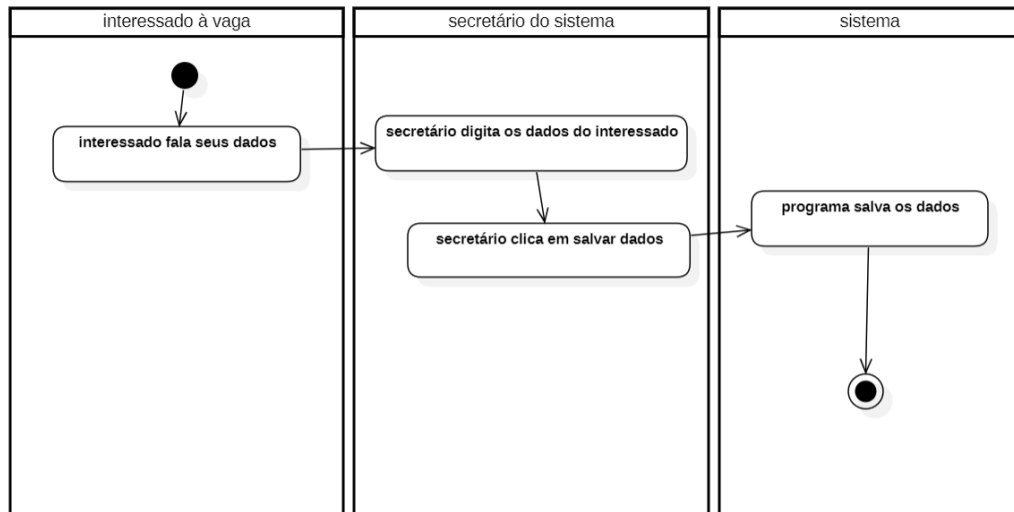 interessado à vaga
secretário do sistema
sistema
interessado fala seus dados
secretário digita os dados do interessado
secretário clica em salvar dados
programa salva os dados